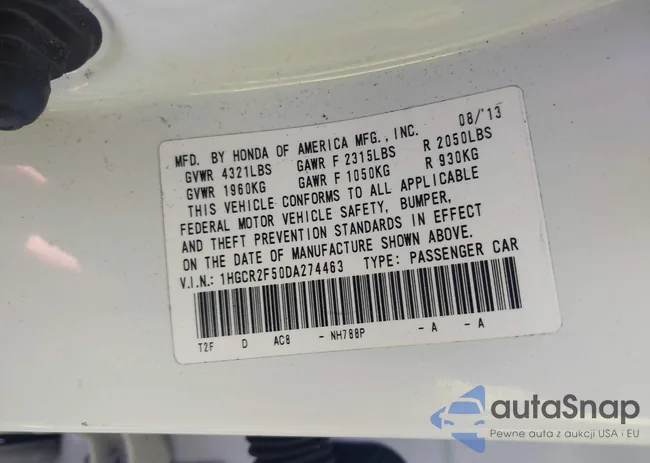 MFD. BY HONDA OF AMERICA MFG., INC. 08/'13
GVWR 4321LBS GAWR F 2315LBS R 2050LBS
GVWR 1960KG GAWR F 1050KG R 930KG
THIS VEHICLE CONFORMS TO ALL APPLICABLE
FEDERAL MOTOR VEHICLE SAFETY, BUMPER,
AND THEFT PREVENTION STANDARDS IN EFFECT
ON THE DATE OF MANUFACTURE SHOWN ABOVE.
V.I.N.: 1HGCR2F50DA274463 TYPE: PASSENGER CAR
T2F D AC8 - NH788P - A - A
autaSnap
Pewne auta z aukcji USA i EU